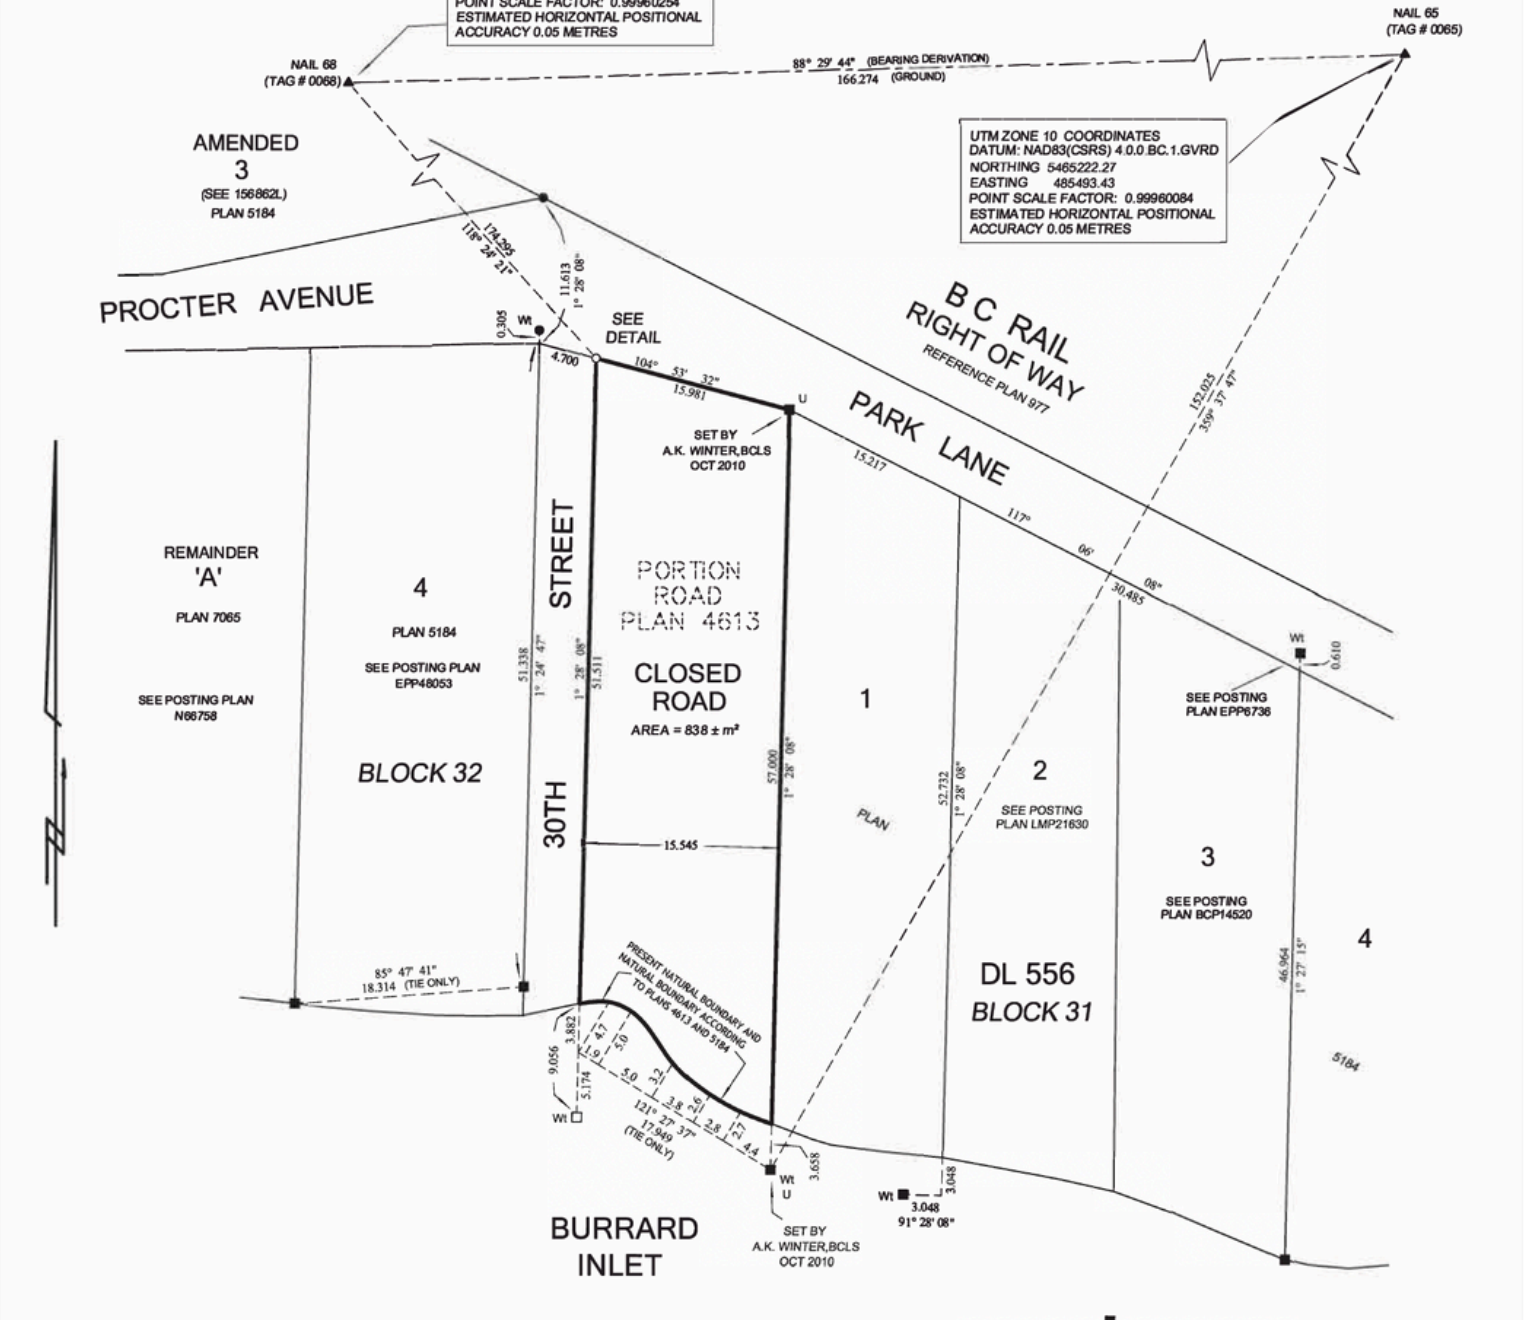 POINT SCALE FACTOR: 0.99960254
ESTIMATED HORIZONTAL POSITIONAL
ACCURACY 0.05 METRES
NAIL 65
(TAG # 0065)
NAIL 68
(TAG # 0068)
88° 29' 44" (BEARING DERIVATION)
166.274 (GROUND)
UTM ZONE 10 COORDINATES
DATUM: NAD83(CSRS) 4.0.0.BC.1.GVRD
NORTHING 5465222.27
EASTING 485493.43
POINT SCALE FACTOR: 0.99960084
ESTIMATED HORIZONTAL POSITIONAL
ACCURACY 0.05 METRES
AMENDED
3
(SEE 156862L)
PLAN 5184
174.295
118° 24' 21"
11.613
1° 28' 08"
PROCTER AVENUE
0.305
Wt
SEE
DETAIL
4.700
104° 53' 32"
15.981
U
SET BY
A.K. WINTER,BCLS
OCT 2010
B C RAIL
RIGHT OF WAY
REFERENCE PLAN 977
PARK LANE
15.217
117° 06' 08"
30.485
152.025
359° 37' 47"
Wt
0.610
SEE POSTING
PLAN EPP6736
REMAINDER
'A'
PLAN 7065
SEE POSTING PLAN
N66758
4
PLAN 5184
SEE POSTING PLAN
EPP48053
BLOCK 32
51.338
1° 24' 47"
30TH STREET
1° 28' 08"
51.511
PORTION
ROAD
PLAN 4613
CLOSED
ROAD
AREA = 838 ± m²
57.000
1° 28' 08"
15.545
1
PLAN
52.732
1° 28' 08"
2
SEE POSTING
PLAN LMP21630
3
SEE POSTING
PLAN BCP14520
46.964
1° 27' 15"
4
5184
DL 556
BLOCK 31
85° 47' 41"
18.314 (TIE ONLY)
PRESENT NATURAL BOUNDARY AND
NATURAL BOUNDARY ACCORDING
TO PLANS 4613 AND 5184
3.882
9.056
5.174
Wt
4.7
5.0
1.9
5.0
3.2
3.8
2.6
2.8
2.7
4.4
121° 27' 37"
17.949
(TIE ONLY)
3.658
Wt
U
SET BY
A.K. WINTER,BCLS
OCT 2010
Wt
3.048
3.048
91° 28' 08"
BURRARD
INLET